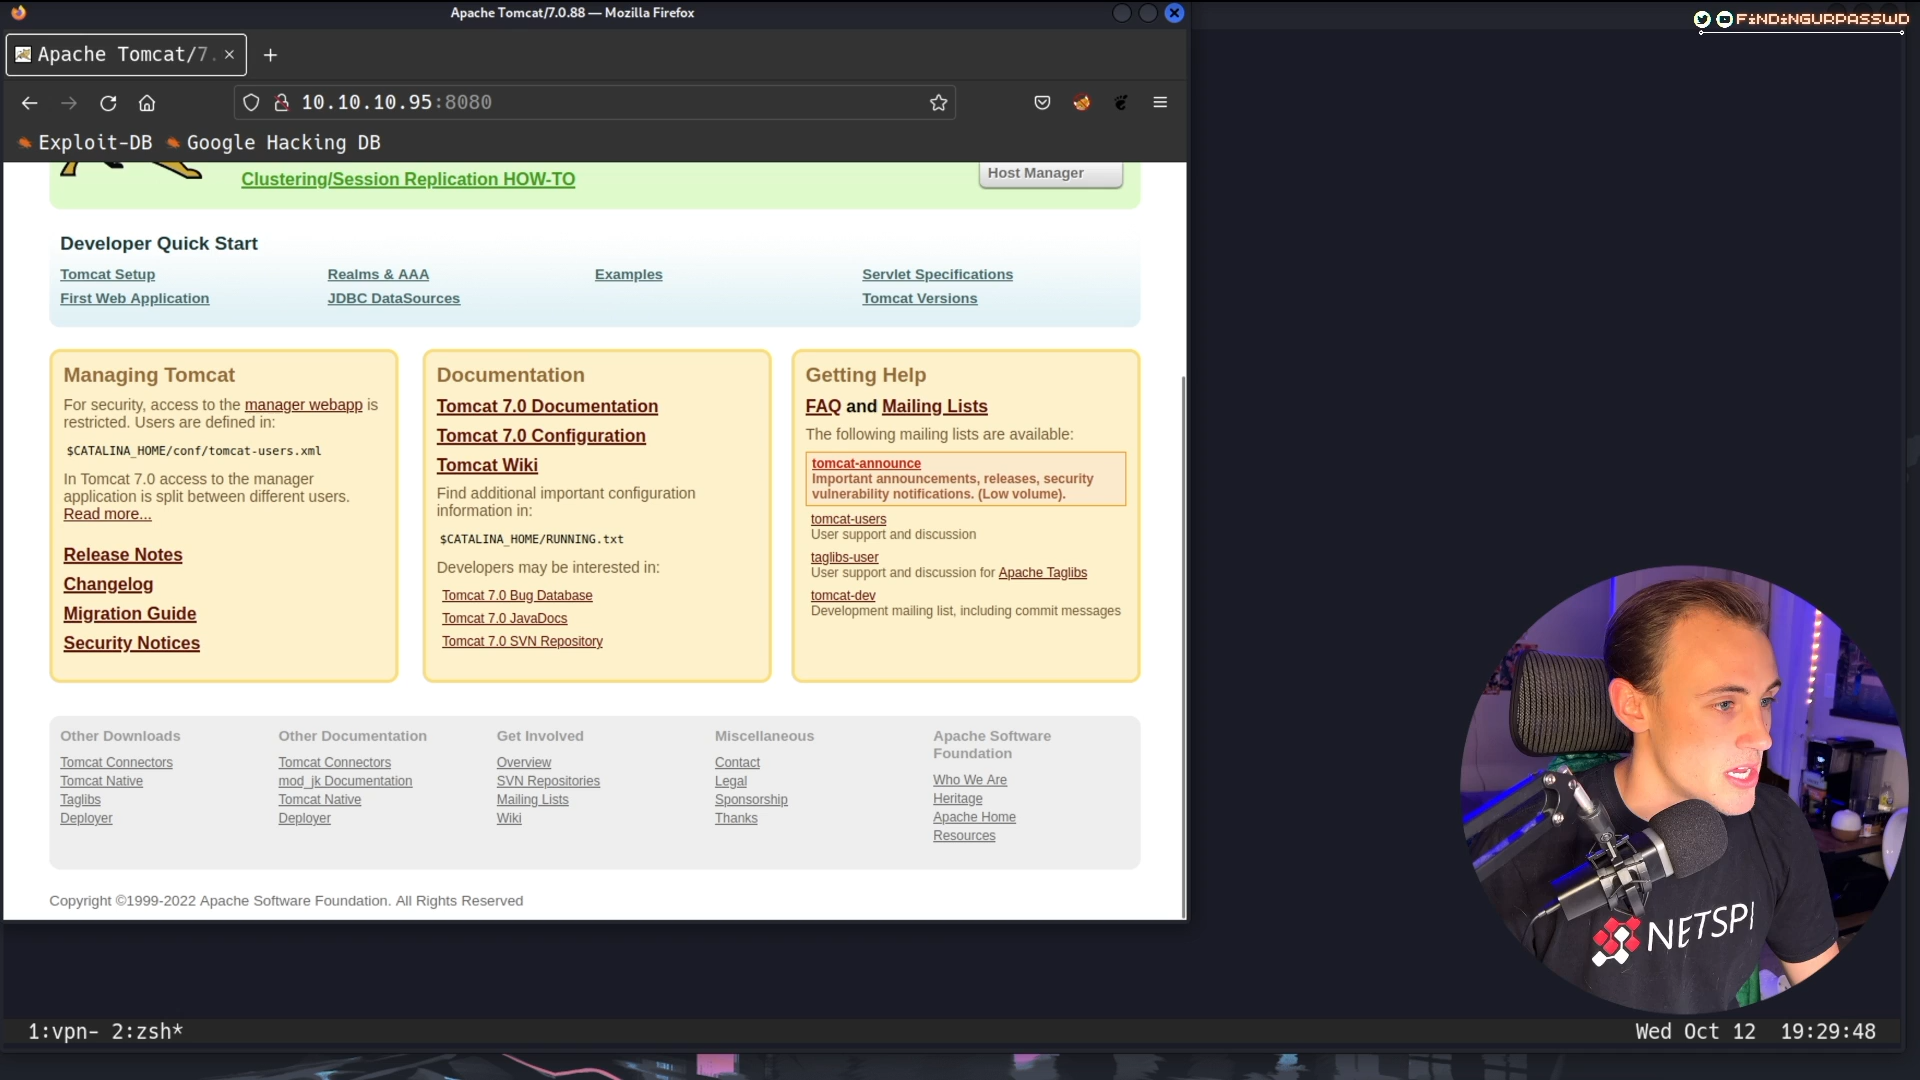 Apache Tomcat/7.0.88 — Mozilla Firefox
FiNDiNGURPASSWD
Apache Tomcat/7.
10.10.10.95:8080
Exploit-DB
Google Hacking DB
Clustering/Session Replication HOW-TO
Host Manager
Developer Quick Start
Tomcat Setup
Realms & AAA
Examples
Servlet Specifications
First Web Application
JDBC DataSources
Tomcat Versions
Managing Tomcat
For security, access to the manager webapp is
restricted. Users are defined in:
$CATALINA_HOME/conf/tomcat-users.xml
In Tomcat 7.0 access to the manager
application is split between different users.
Read more...
Release Notes
Changelog
Migration Guide
Security Notices
Documentation
Tomcat 7.0 Documentation
Tomcat 7.0 Configuration
Tomcat Wiki
Find additional important configuration
information in:
$CATALINA_HOME/RUNNING.txt
Developers may be interested in:
Tomcat 7.0 Bug Database
Tomcat 7.0 JavaDocs
Tomcat 7.0 SVN Repository
Getting Help
FAQ and Mailing Lists
The following mailing lists are available:
tomcat-announce
Important announcements, releases, security
vulnerability notifications. (Low volume).
tomcat-users
User support and discussion
taglibs-user
User support and discussion for Apache Taglibs
tomcat-dev
Development mailing list, including commit messages
Other Downloads
Tomcat Connectors
Tomcat Native
Taglibs
Deployer
Other Documentation
Tomcat Connectors
mod_jk Documentation
Tomcat Native
Deployer
Get Involved
Overview
SVN Repositories
Mailing Lists
Wiki
Miscellaneous
Contact
Legal
Sponsorship
Thanks
Apache Software
Foundation
Who We Are
Heritage
Apache Home
Resources
Copyright ©1999-2022 Apache Software Foundation. All Rights Reserved
NETSPI
1:vpn- 2:zsh*
Wed Oct 12 19:29:48